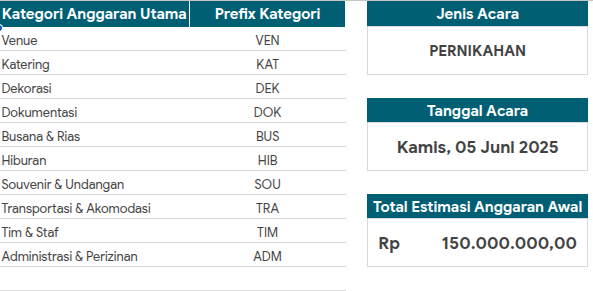 Kategori Anggaran Utama Prefix Kategori
Venue VEN
Katering KAT
Dekorasi DEK
Dokumentasi DOK
Busana & Rias BUS
Hiburan HIB
Souvenir & Undangan SOU
Transportasi & Akomodasi TRA
Tim & Staf TIM
Administrasi & Perizinan ADM
Jenis Acara
PERNIKAHAN
Tanggal Acara
Kamis, 05 Juni 2025
Total Estimasi Anggaran Awal
Rp 150.000.000,00